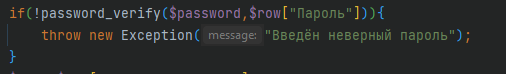 if(!password_verify($password,$row["Пароль"])){
throw new Exception( message: "Введён неверный пароль");
}